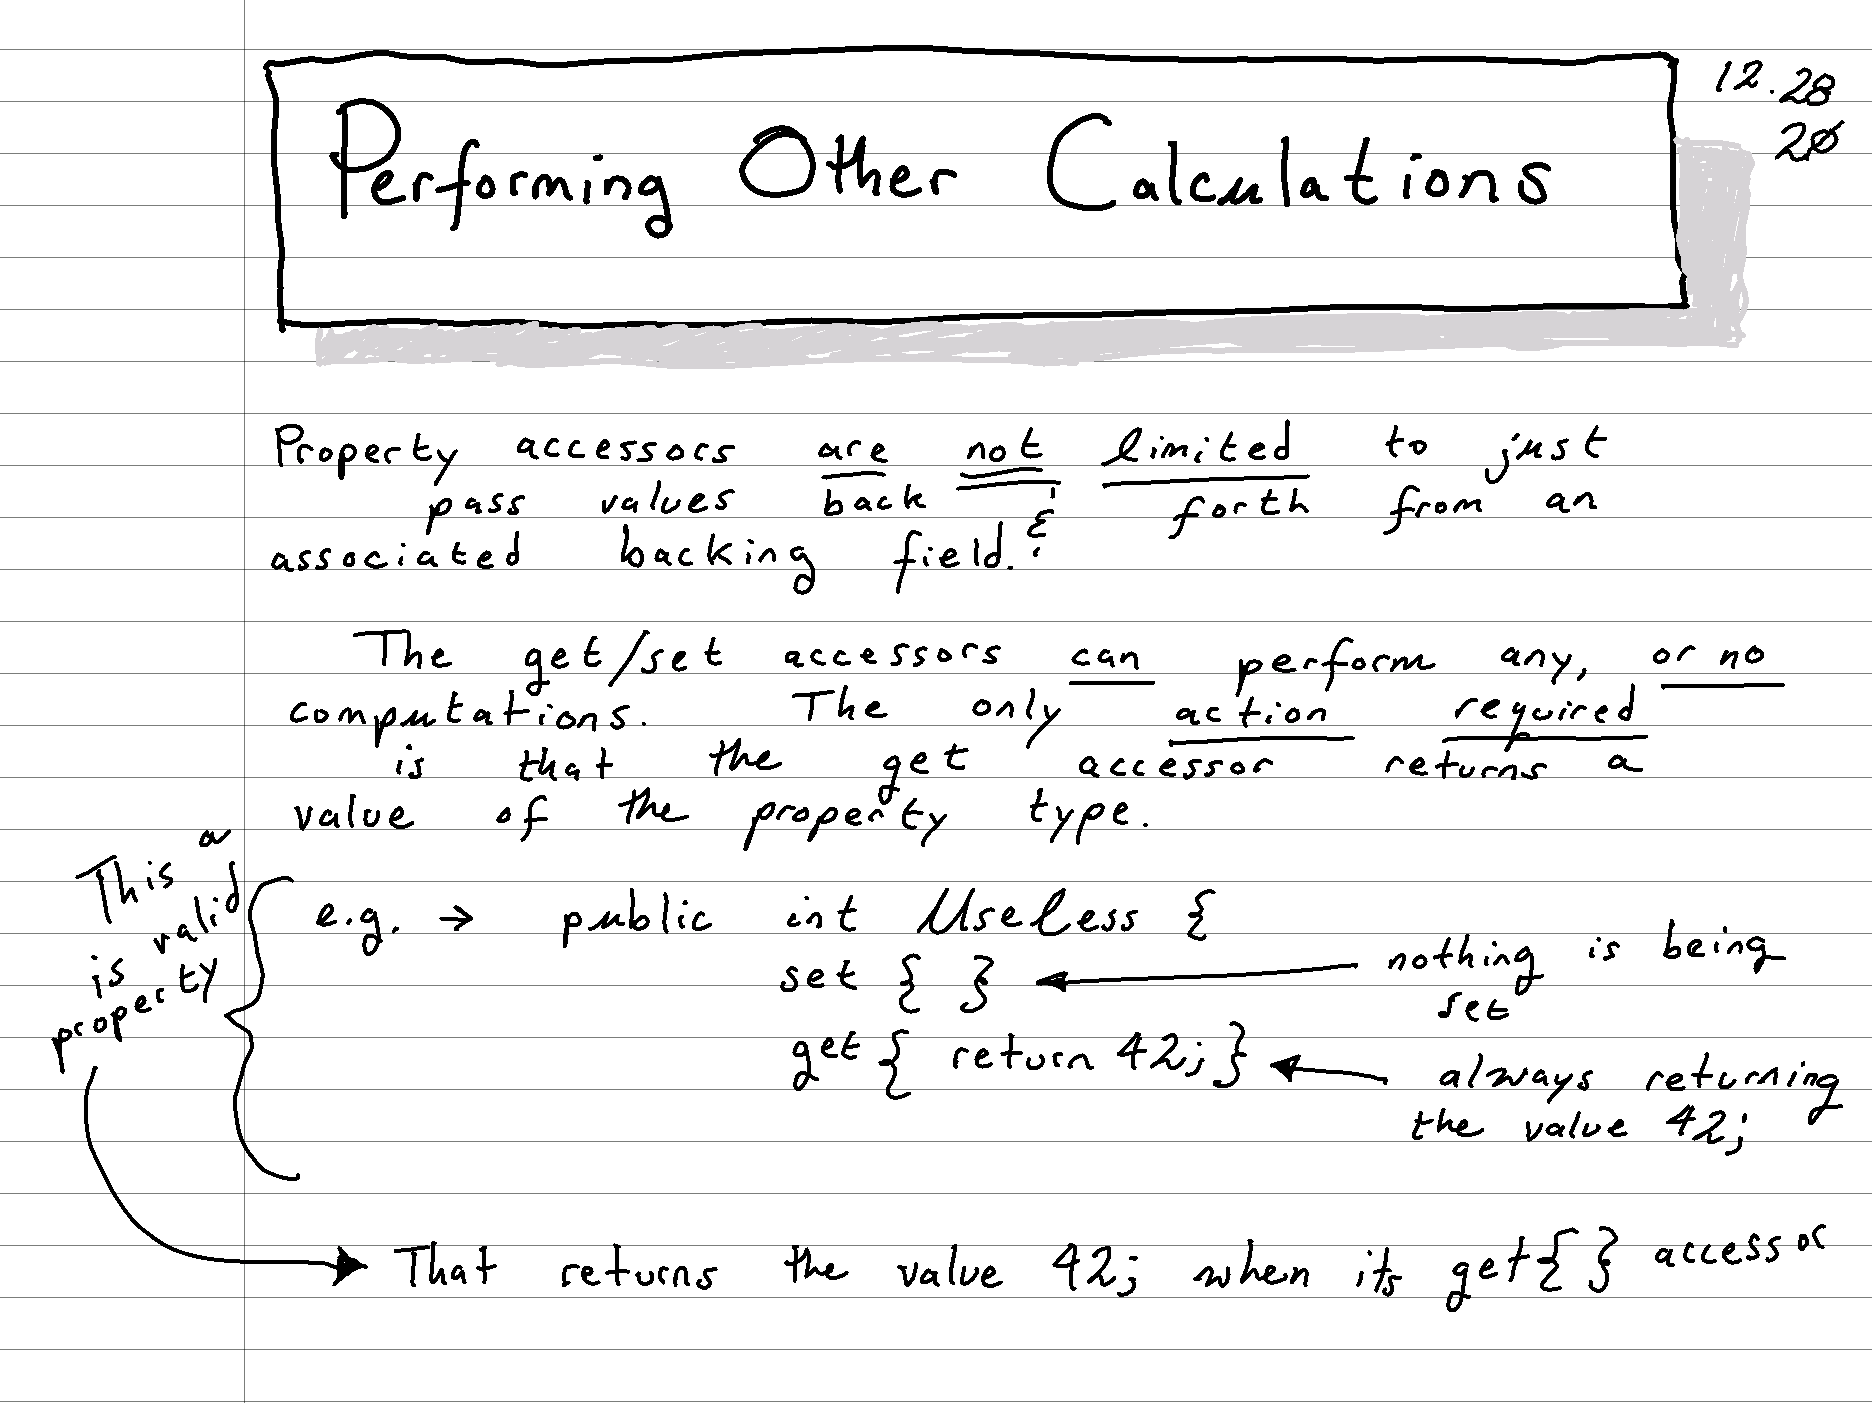 12.28
20
Performing Other Calculations
Property accessors are not limited to just
pass values back & forth from an
associated backing field.
The get/set accessors can perform any, or no
computations. The only action required
is that the get accessor returns a
value of the property type.
This is a valid property
e.g. → public int Useless {
set { } ← nothing is being
set
get { return 42; } ← always returning
the value 42;
That returns the value 42; when its get{ } accessor